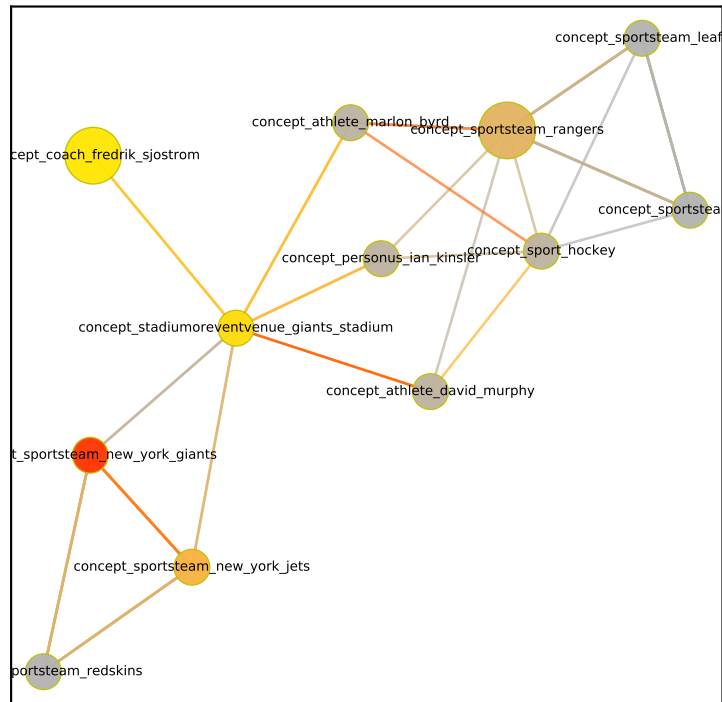 concept_sportsteam_leaf
concept_athlete_marlon_byrd
concept_sportsteam_rangers
cept_coach_fredrik_sjostrom
concept_sportstea
concept_sport_hockey
concept_personus_ian_kinsler
concept_stadiumoreventvenue_giants_stadium
concept_athlete_david_murphy
t_sportsteam_new_york_giants
concept_sportsteam_new_york_jets
portsteam_redskins